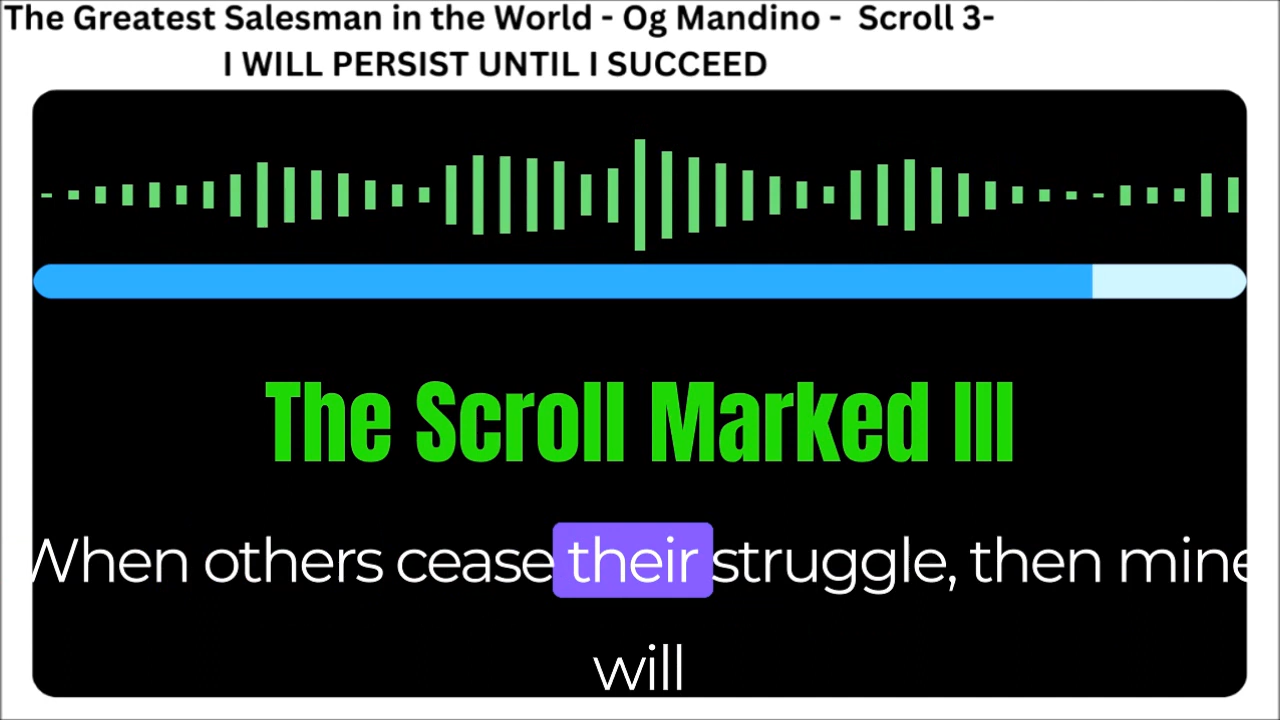 The Greatest Salesman in the World - Og Mandino - Scroll 3-
I WILL PERSIST UNTIL I SUCCEED
The Scroll Marked III
When others cease their struggle, then mine
will